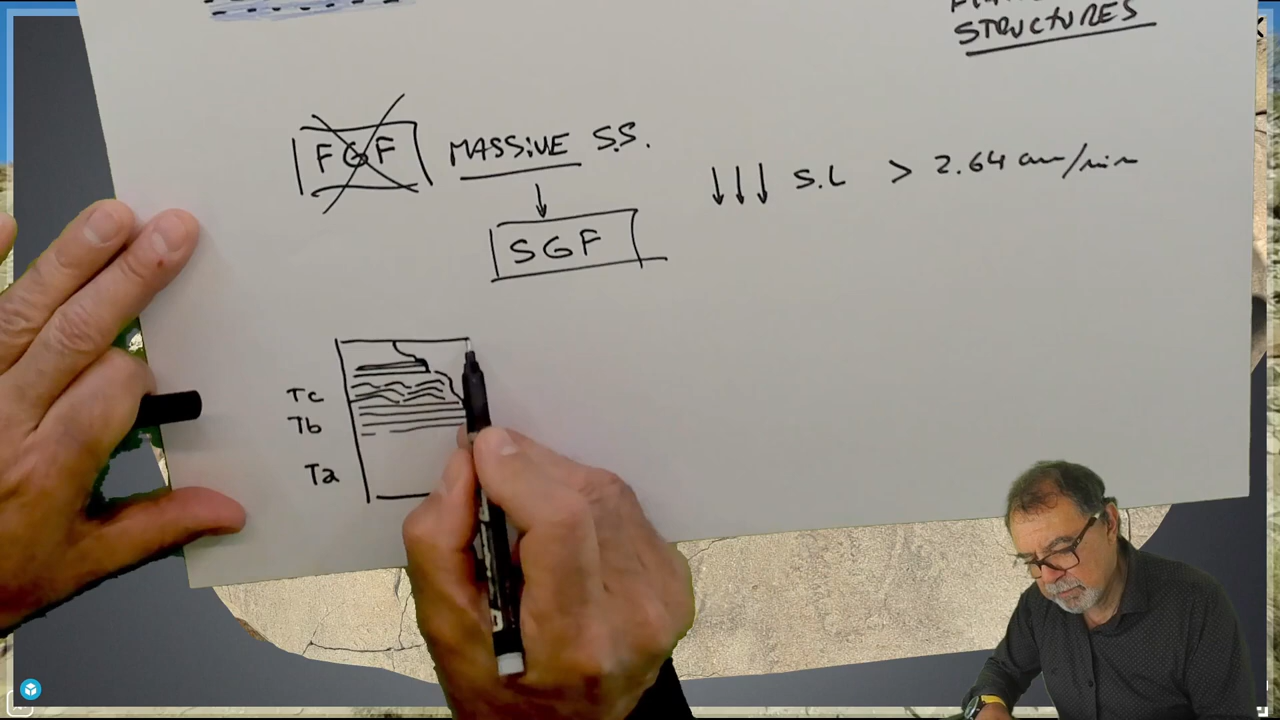 STRUCTURES
FGF MASSIVE S.S.
↓↓↓ S.L > 2.64 cm/min
SGF
Tc
Tb
Ta